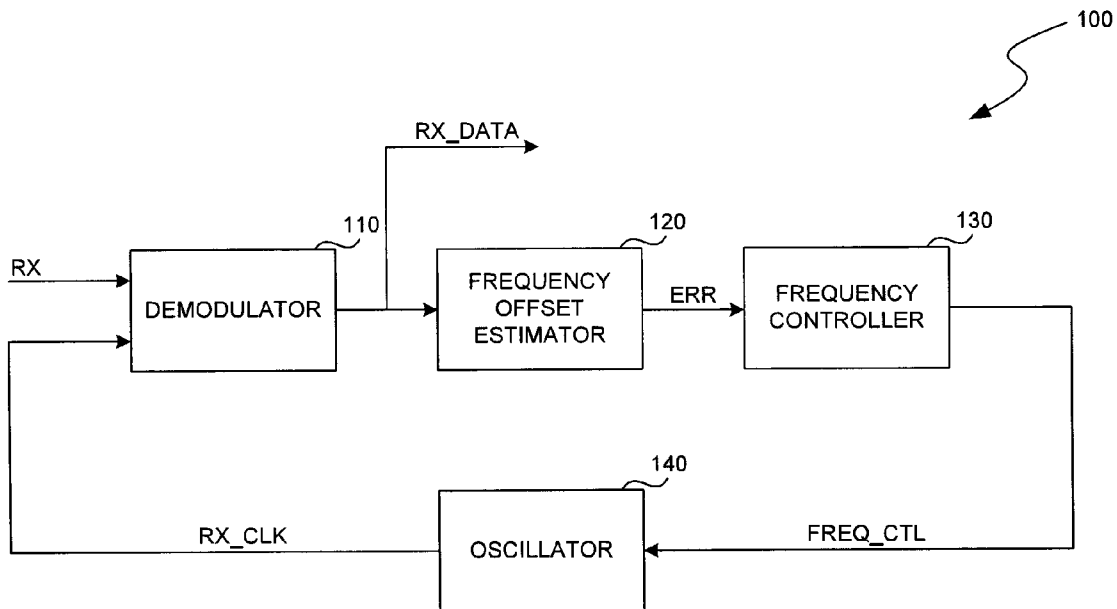 100
RX_DATA
110
120
130
RX
DEMODULATOR
FREQUENCY
OFFSET
ESTIMATOR
ERR
FREQUENCY
CONTROLLER
140
RX_CLK
OSCILLATOR
FREQ_CTL